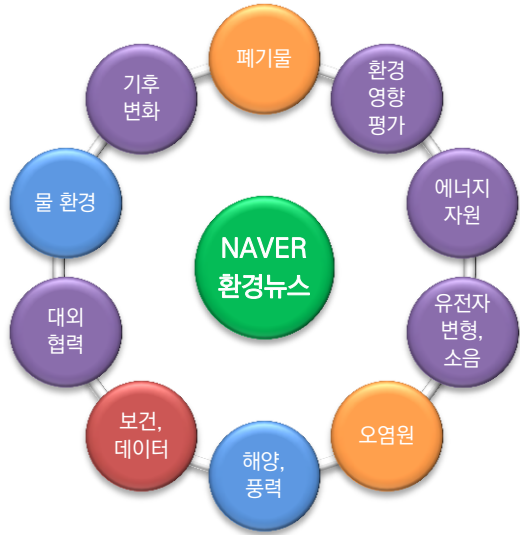 폐기물
환경
영향
평가
에너지
자원
유전자
변형,
소음
오염원
해양,
풍력
보건,
데이터
대외
협력
물 환경
기후
변화
NAVER
환경뉴스